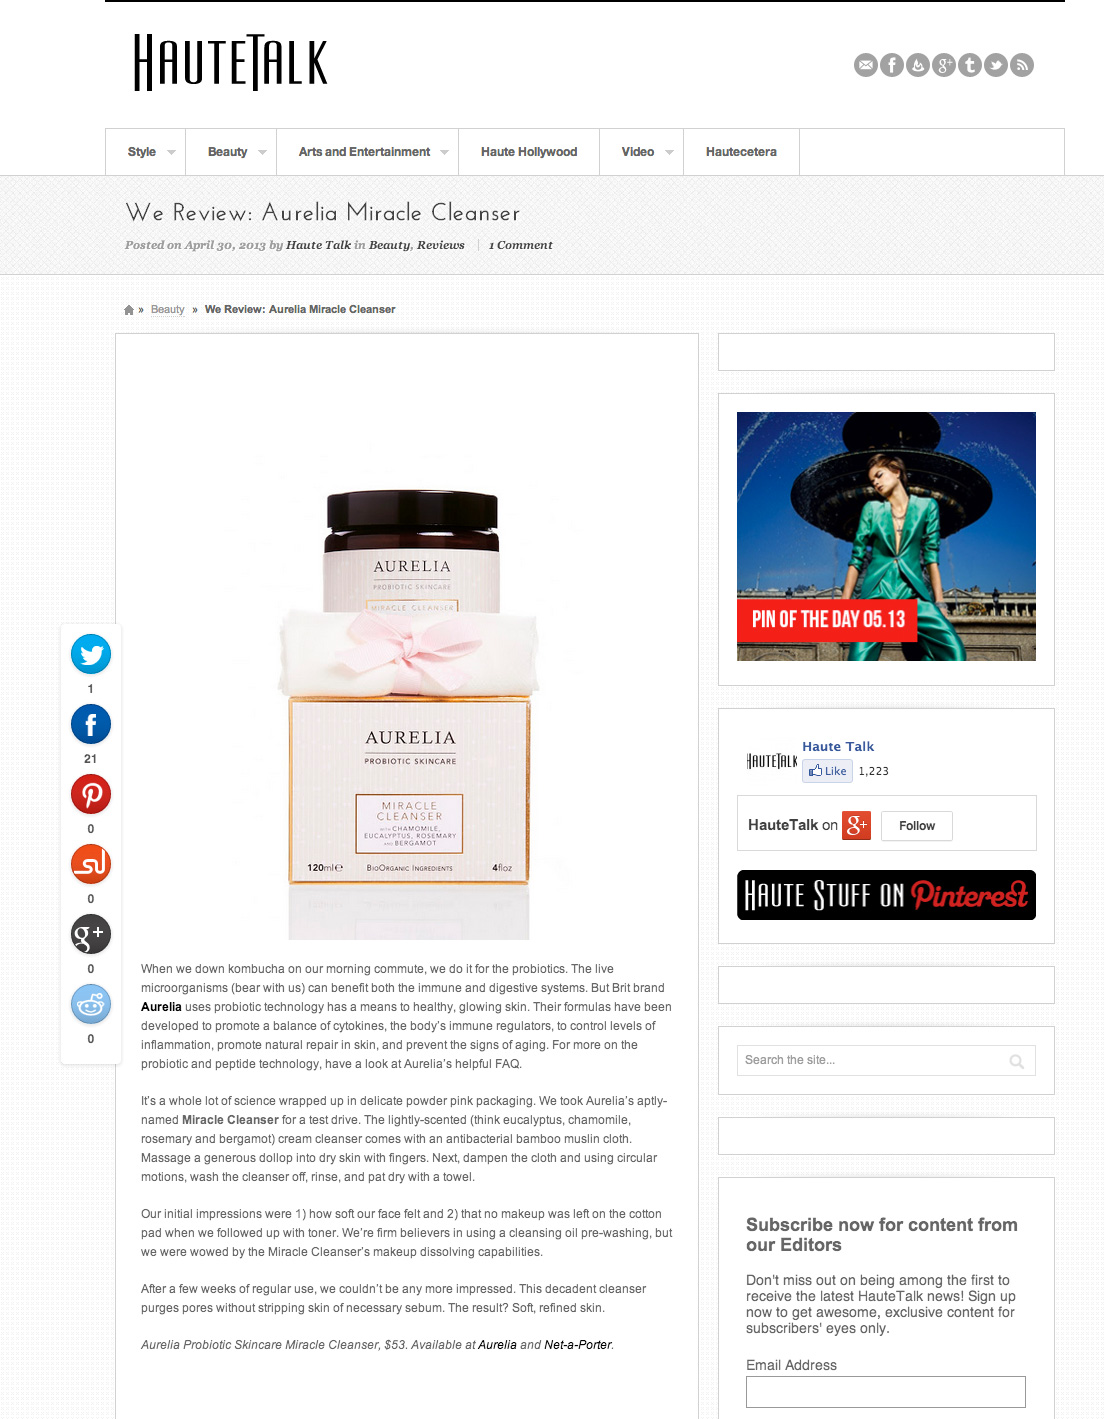 HAUTETALK
Style
Beauty
Arts and Entertainment
Haute Hollywood
Video
Hautecetera
We Review: Aurelia Miracle Cleanser
Posted on April 30, 2013 by Haute Talk in Beauty, Reviews | 1 Comment
» Beauty » We Review: Aurelia Miracle Cleanser
AURELIA
PROBIOTIC SKINCARE
MIRACLE CLEANSER
AURELIA
PROBIOTIC SKINCARE
MIRACLE
CLEANSER
WITH CHAMOMILE,
EUCALYPTUS, ROSEMARY
AND BERGAMOT
120ml℮ BIOORGANIC INGREDIENTS 4floz
1
21
0
0
0
0
When we down kombucha on our morning commute, we do it for the probiotics. The live
microorganisms (bear with us) can benefit both the immune and digestive systems. But Brit brand
Aurelia uses probiotic technology has a means to healthy, glowing skin. Their formulas have been
developed to promote a balance of cytokines, the body's immune regulators, to control levels of
inflammation, promote natural repair in skin, and prevent the signs of aging. For more on the
probiotic and peptide technology, have a look at Aurelia's helpful FAQ.
It's a whole lot of science wrapped up in delicate powder pink packaging. We took Aurelia's aptly-
named Miracle Cleanser for a test drive. The lightly-scented (think eucalyptus, chamomile,
rosemary and bergamot) cream cleanser comes with an antibacterial bamboo muslin cloth.
Massage a generous dollop into dry skin with fingers. Next, dampen the cloth and using circular
motions, wash the cleanser off, rinse, and pat dry with a towel.
Our initial impressions were 1) how soft our face felt and 2) that no makeup was left on the cotton
pad when we followed up with toner. We're firm believers in using a cleansing oil pre-washing, but
we were wowed by the Miracle Cleanser's makeup dissolving capabilities.
After a few weeks of regular use, we couldn't be any more impressed. This decadent cleanser
purges pores without stripping skin of necessary sebum. The result? Soft, refined skin.
Aurelia Probiotic Skincare Miracle Cleanser, $53. Available at Aurelia and Net-a-Porter.
PIN OF THE DAY 05.13
HAUTETALK
Haute Talk
Like 1,223
HauteTalk on g+ Follow
HAUTE STUFF ON Pinterest
Search the site...
Subscribe now for content from
our Editors
Don't miss out on being among the first to
receive the latest HauteTalk news! Sign up
now to get awesome, exclusive content for
subscribers' eyes only.
Email Address